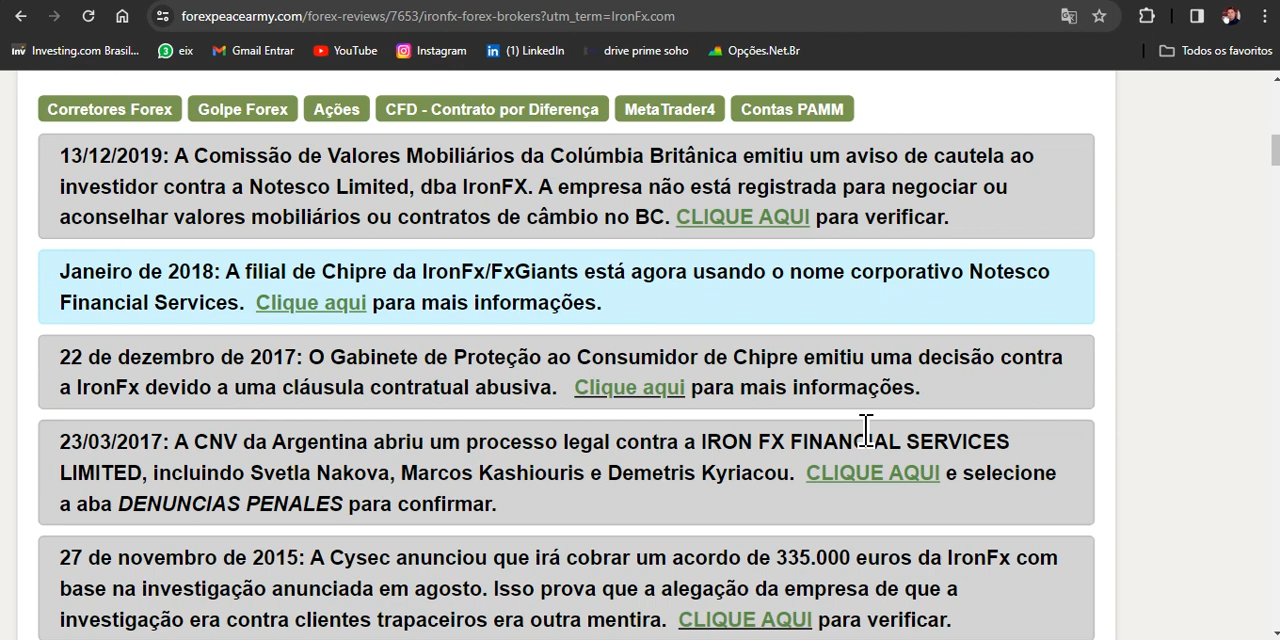 forexpeacearmy.com/forex-reviews/7653/ironfx-forex-brokers?utm_term=IronFx.com
inv Investing.com Brasil... 3 eix Gmail Entrar YouTube Instagram in (1) LinkedIn drive prime soho Opções.Net.Br Todos os favoritos
Corretores Forex Golpe Forex Ações CFD - Contrato por Diferença MetaTrader4 Contas PAMM
13/12/2019: A Comissão de Valores Mobiliários da Colúmbia Britânica emitiu um aviso de cautela ao
investidor contra a Notesco Limited, dba IronFX. A empresa não está registrada para negociar ou
aconselhar valores mobiliários ou contratos de câmbio no BC. CLIQUE AQUI para verificar.
Janeiro de 2018: A filial de Chipre da IronFx/FxGiants está agora usando o nome corporativo Notesco
Financial Services. Clique aqui para mais informações.
22 de dezembro de 2017: O Gabinete de Proteção ao Consumidor de Chipre emitiu uma decisão contra
a IronFx devido a uma cláusula contratual abusiva. Clique aqui para mais informações.
23/03/2017: A CNV da Argentina abriu um processo legal contra a IRON FX FINANCIAL SERVICES
LIMITED, incluindo Svetla Nakova, Marcos Kashiouris e Demetris Kyriacou. CLIQUE AQUI e selecione
a aba DENUNCIAS PENALES para confirmar.
27 de novembro de 2015: A Cysec anunciou que irá cobrar um acordo de 335.000 euros da IronFx com
base na investigação anunciada em agosto. Isso prova que a alegação da empresa de que a
investigação era contra clientes trapaceiros era outra mentira. CLIQUE AQUI para verificar.